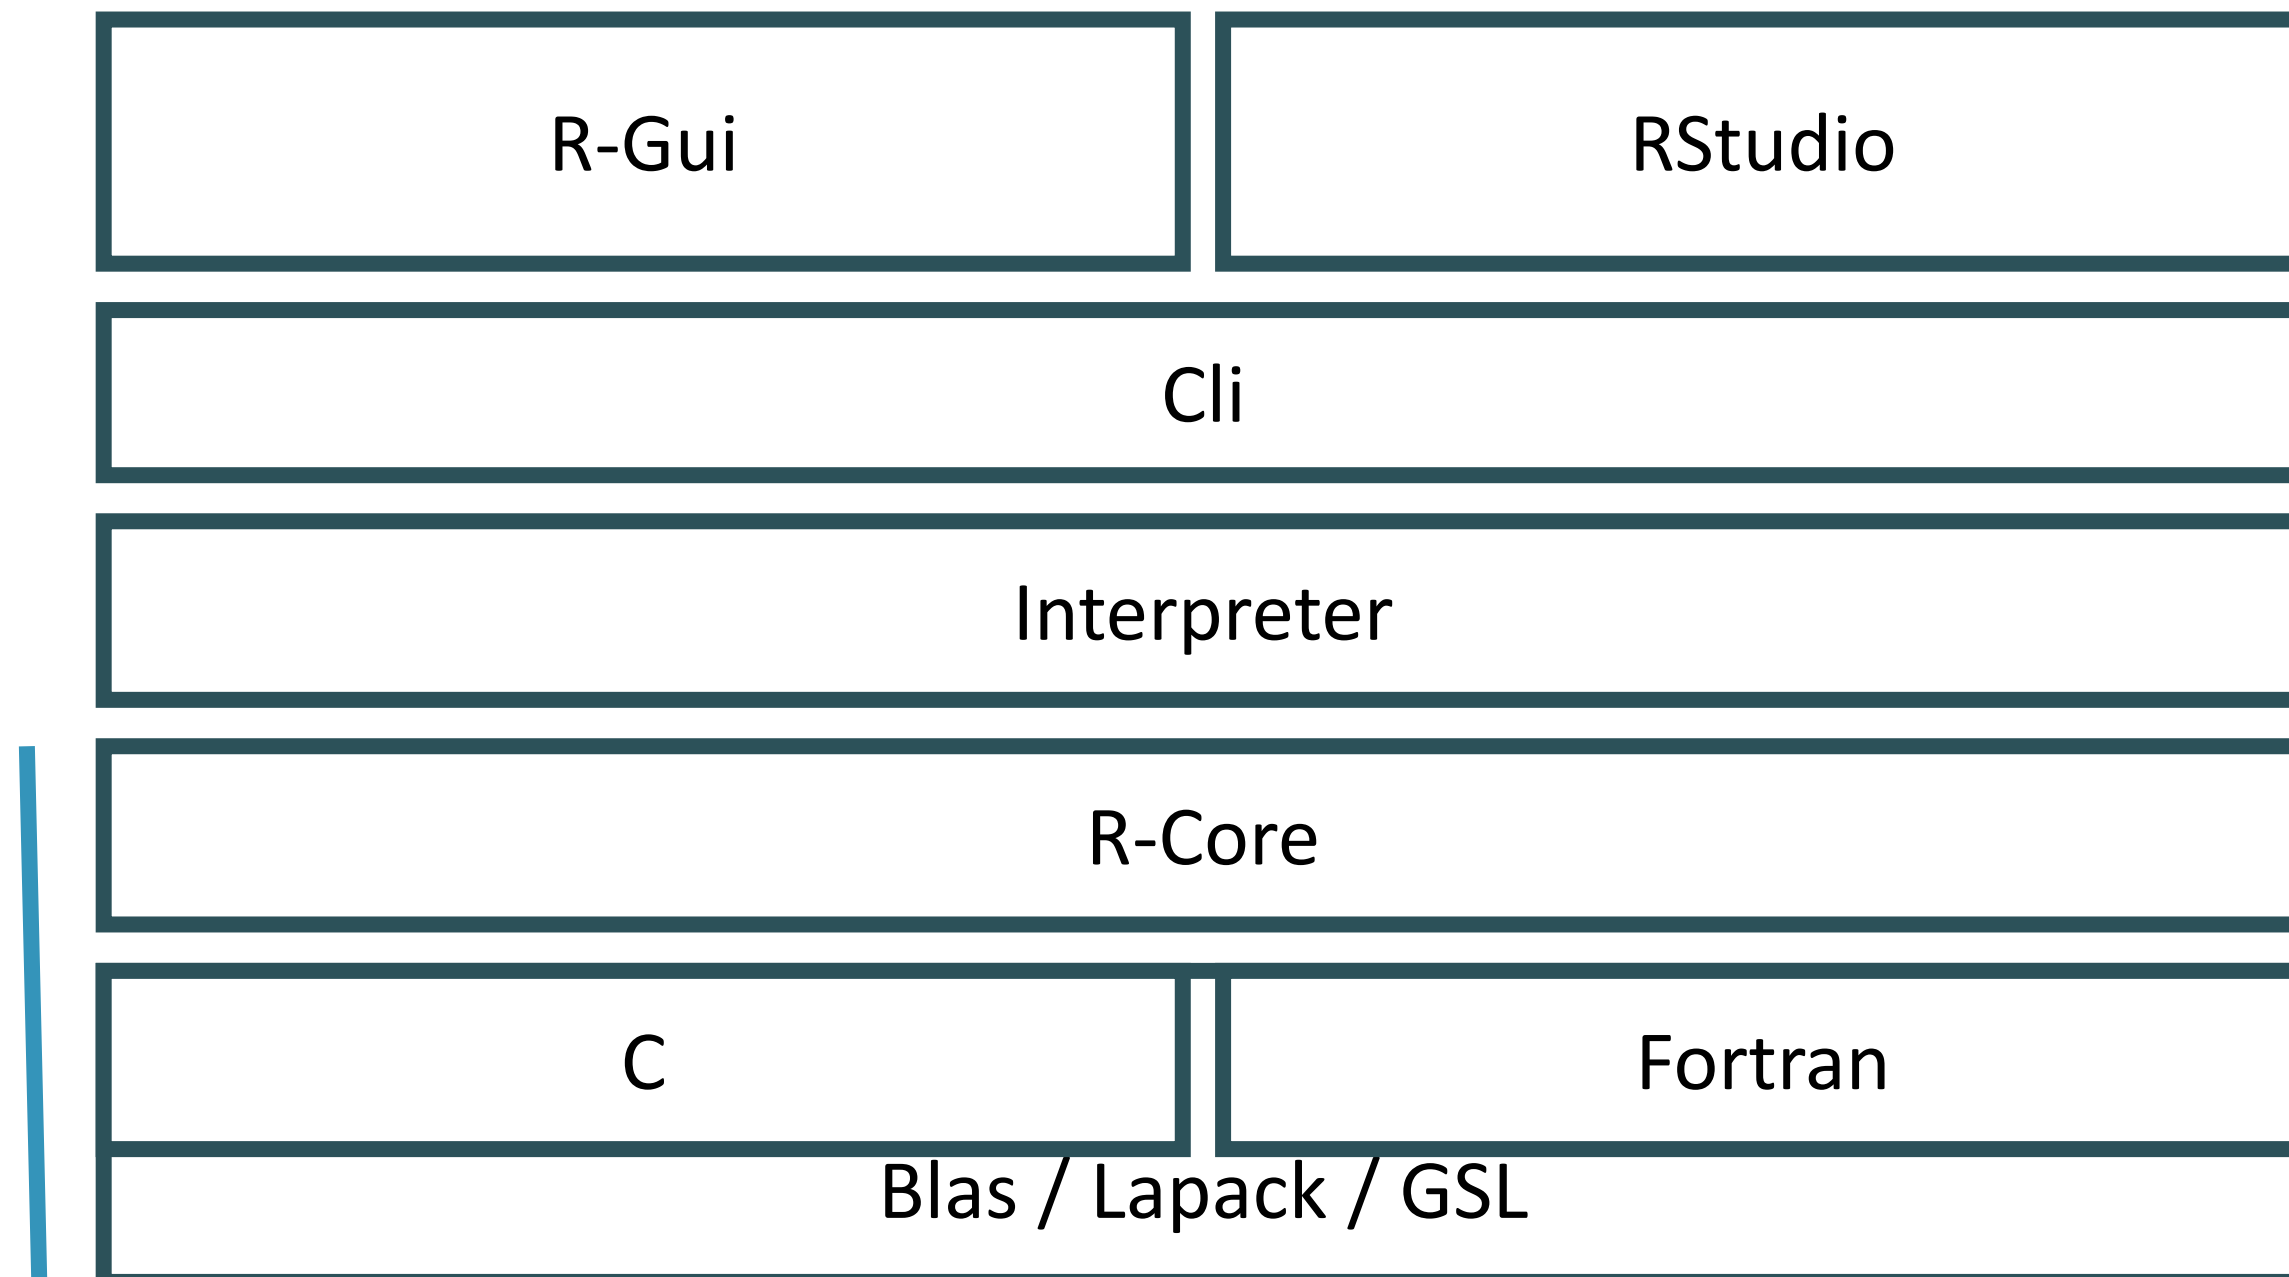 R-Gui
RStudio
Cli
Interpreter
R-Core
C
Fortran
Blas / Lapack / GSL